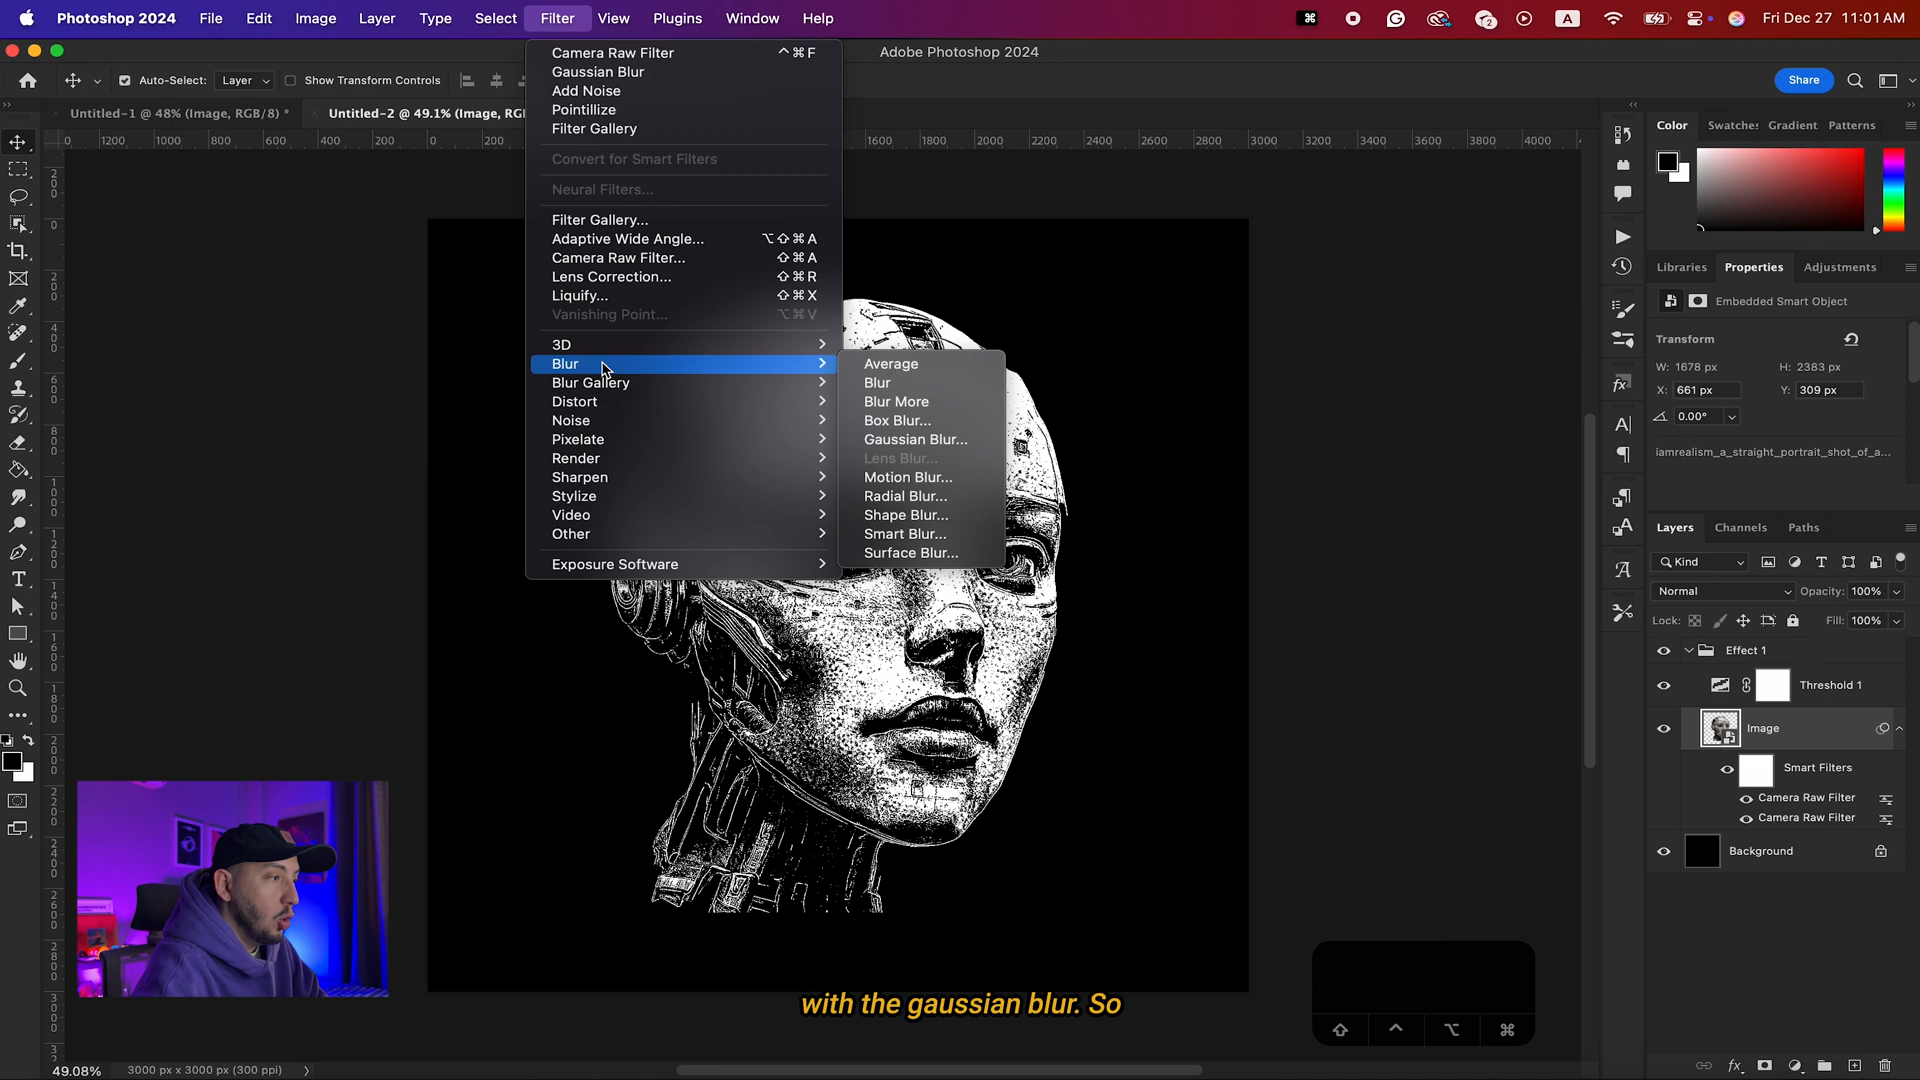 Photoshop 2024 File Edit Image Layer Type Select Filter View Plugins Window Help
A
2
Fri Dec 27 11:01 AM
Adobe Photoshop 2024
Auto-Select: Layer Show Transform Controls
Share
Untitled-1 @ 48% (Image, RGB/8) *
Untitled-2 @ 49.1% (Image, RG
0 1200 1000 800 600 400 200 0 200
1600 1800 2000 2200 2400 2600 2800 3000 3200 3400 3600 3800 4000
Camera Raw Filter ^⌘F
Gaussian Blur
Add Noise
Pointillize
Filter Gallery
Convert for Smart Filters
Neural Filters...
Filter Gallery...
Adaptive Wide Angle... ⌥⇧⌘A
Camera Raw Filter... ⇧⌘A
Lens Correction... ⇧⌘R
Liquify... ⇧⌘X
Vanishing Point... ⌥⌘V
3D
Blur
Blur Gallery
Distort
Noise
Pixelate
Render
Sharpen
Stylize
Video
Other
Exposure Software
Average
Blur
Blur More
Box Blur...
Gaussian Blur...
Lens Blur...
Motion Blur...
Radial Blur...
Shape Blur...
Smart Blur...
Surface Blur...
Color Swatches Gradient Patterns
Libraries Properties Adjustments
Embedded Smart Object
Transform
W: 1678 px H: 2383 px
X: 661 px Y: 309 px
0.00°
iamrealism_a_straight_portrait_shot_of_a...
Layers Channels Paths
Kind
Normal Opacity: 100%
Lock: Fill: 100%
Effect 1
Threshold 1
Image
Smart Filters
Camera Raw Filter
Camera Raw Filter
Background
with the gaussian blur. So
⇧ ^ ⌥ ⌘
49.08% 3000 px x 3000 px (300 ppi)